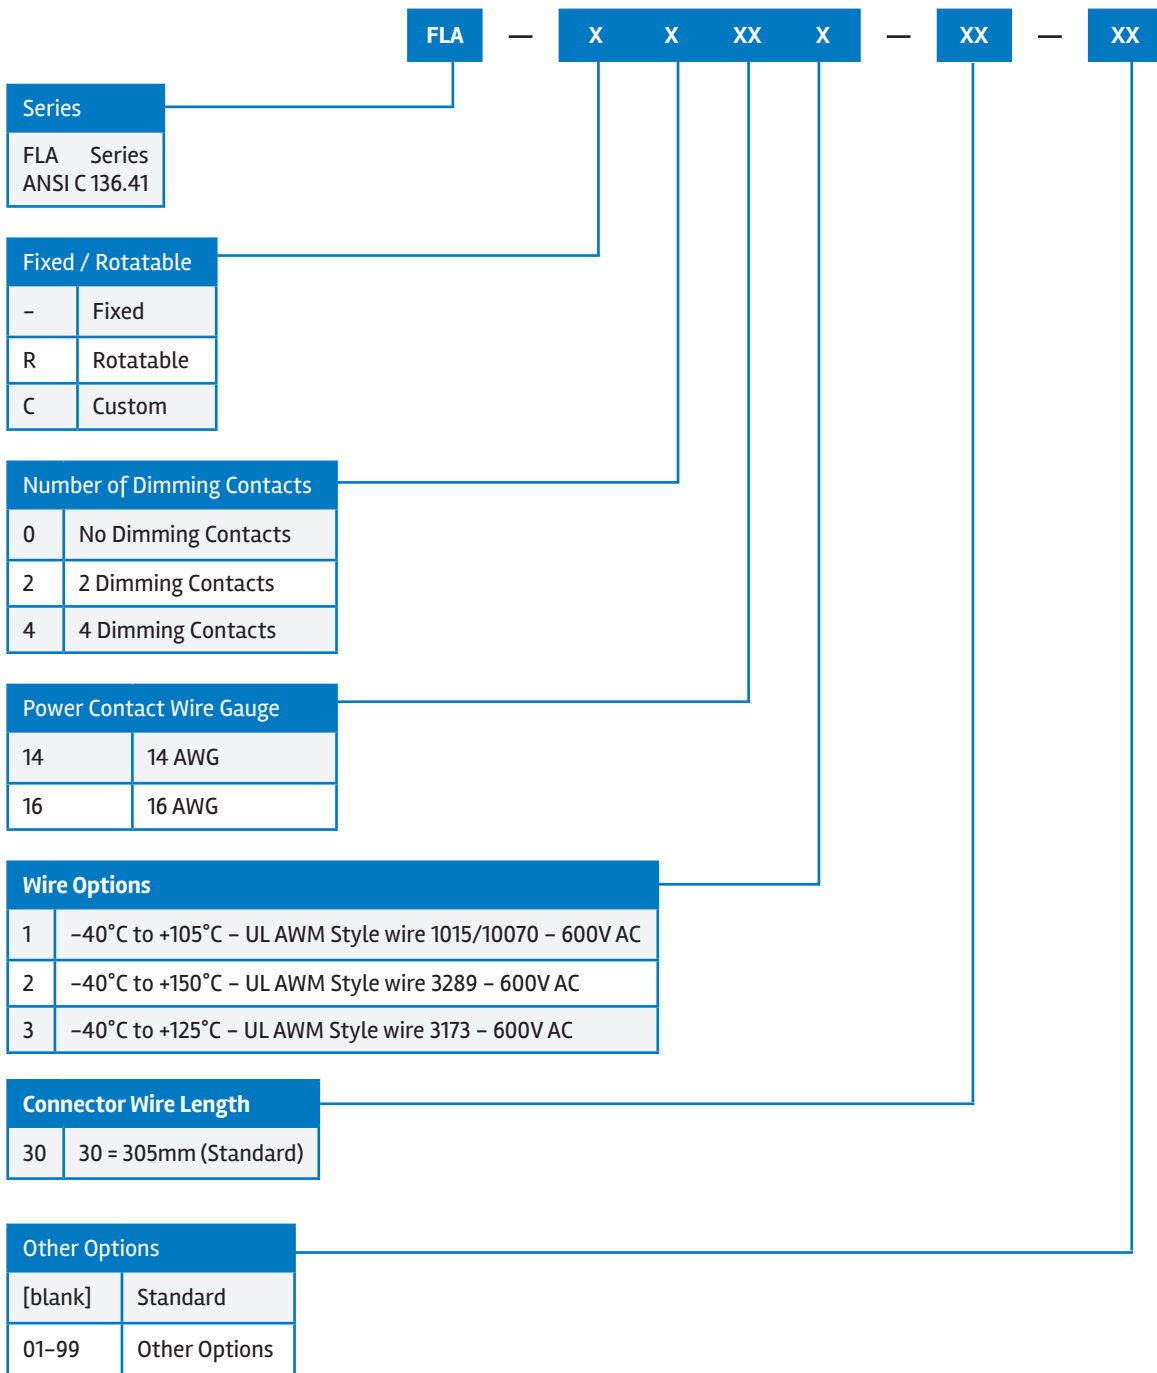 FLA — X X XX X — XX — XX
Series
FLA Series
ANSI C 136.41
Fixed / Rotatable
– Fixed
R Rotatable
C Custom
Number of Dimming Contacts
0 No Dimming Contacts
2 2 Dimming Contacts
4 4 Dimming Contacts
Power Contact Wire Gauge
14 14 AWG
16 16 AWG
Wire Options
1 –40°C to +105°C – UL AWM Style wire 1015/10070 – 600V AC
2 –40°C to +150°C – UL AWM Style wire 3289 – 600V AC
3 –40°C to +125°C – UL AWM Style wire 3173 – 600V AC
Connector Wire Length
30 30 = 305mm (Standard)
Other Options
[blank] Standard
01–99 Other Options